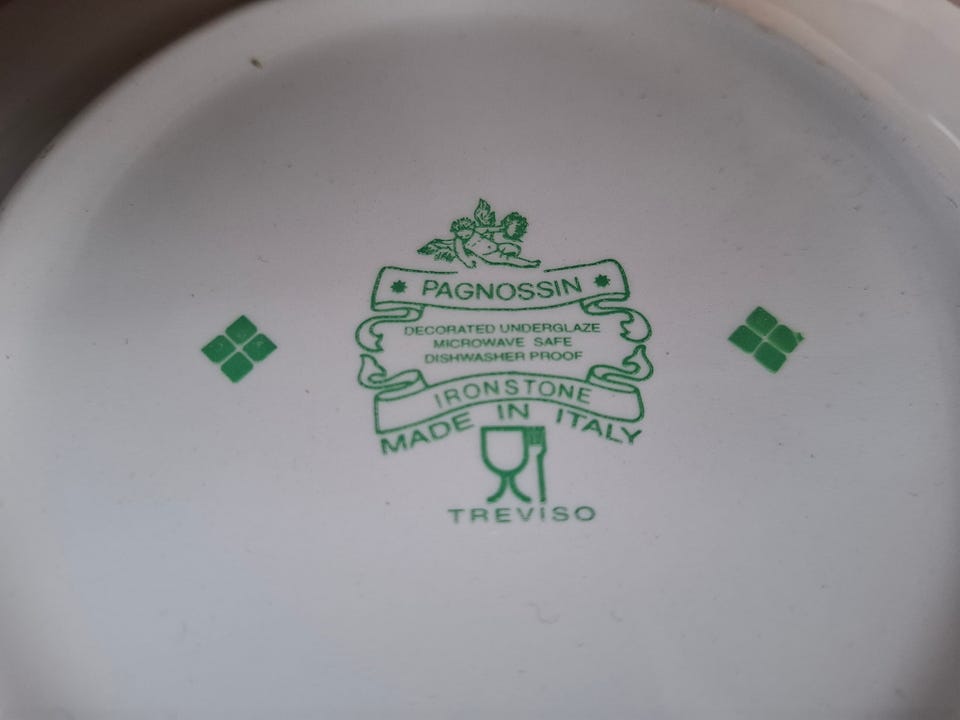 PAGNOSSIN
DECORATED UNDERGLAZE
MICROWAVE SAFE
DISHWASHER PROOF
IRONSTONE
MADE IN ITALY
TREVISO